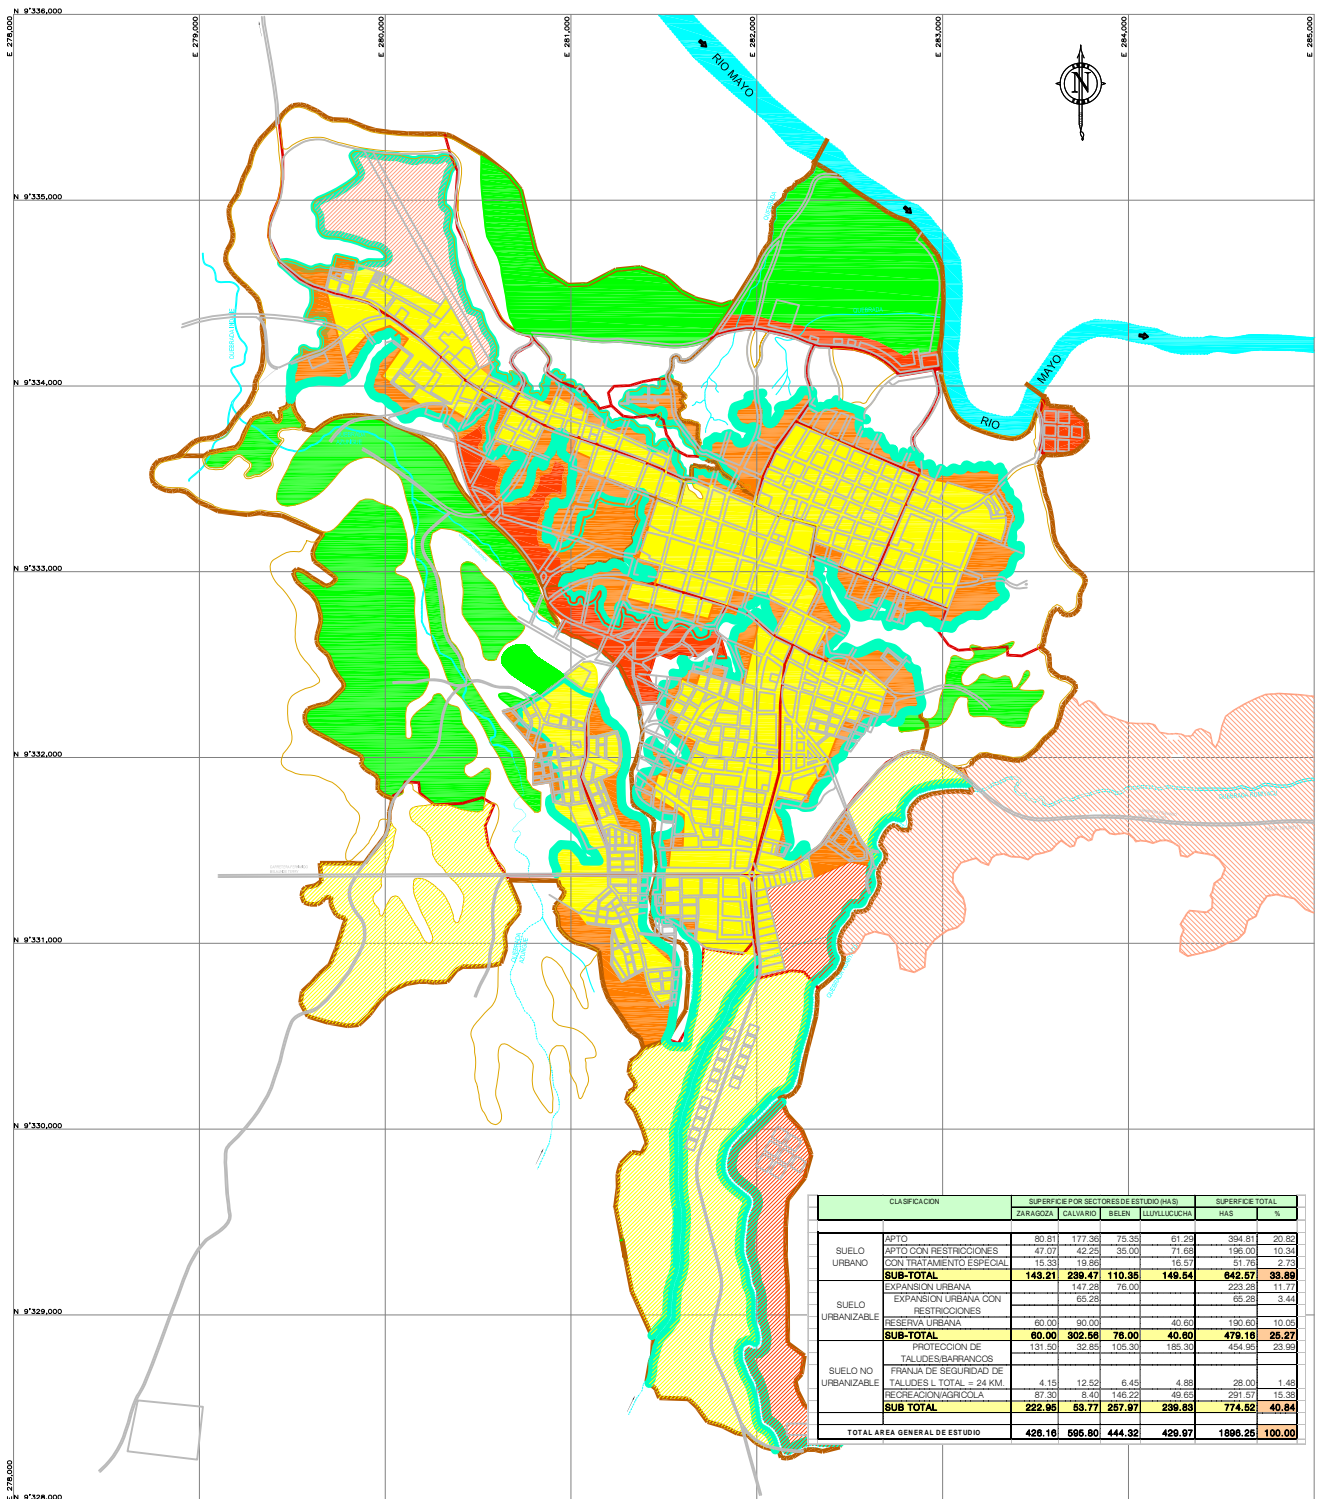 N 9'336,000
E 278,000
E 279,000
E 280,000
E 281,000
E 282,000
E 283,000
E 284,000
E 285,000
RIO MAYO
N
N 9'335,000
N 9'334,000
MAYO
RIO
N 9'333,000
N 9'332,000
N 9'331,000
N 9'330,000
N 9'329,000
E 278,000
N 9'328,000
CLASIFICACION SUPERFICIE POR SECTORES DE ESTUDIO (HAS) SUPERFICIE TOTAL
ZARAGOZA CALVARIO BELEN LLUYLLUCUCHA HAS %
SUELO URBANO
APTO 80.81 177.36 75.35 61.29 394.81 20.82
APTO CON RESTRICCIONES 47.07 42.25 35.00 71.68 196.00 10.34
CON TRATAMIENTO ESPECIAL 15.33 19.86 16.57 51.76 2.73
SUB-TOTAL 143.21 239.47 110.35 149.54 642.57 33.89
SUELO URBANIZABLE
EXPANSION URBANA 147.28 76.00 223.28 11.77
EXPANSION URBANA CON 65.28 65.28 3.44
RESTRICCIONES
RESERVA URBANA 60.00 90.00 40.60 190.60 10.05
SUB-TOTAL 60.00 302.56 76.00 40.60 479.16 25.27
SUELO NO URBANIZABLE
PROTECCION DE 131.50 32.85 105.30 185.30 454.95 23.99
TALUDES/BARRANCOS
FRANJA DE SEGURIDAD DE
TALUDES L TOTAL = 24 KM. 4.15 12.52 6.45 4.88 28.00 1.48
RECREACION/AGRICOLA 87.30 8.40 146.22 49.65 291.57 15.38
SUB TOTAL 222.95 53.77 257.97 239.83 774.52 40.84
TOTAL AREA GENERAL DE ESTUDIO 426.16 595.80 444.32 429.97 1896.25 100.00